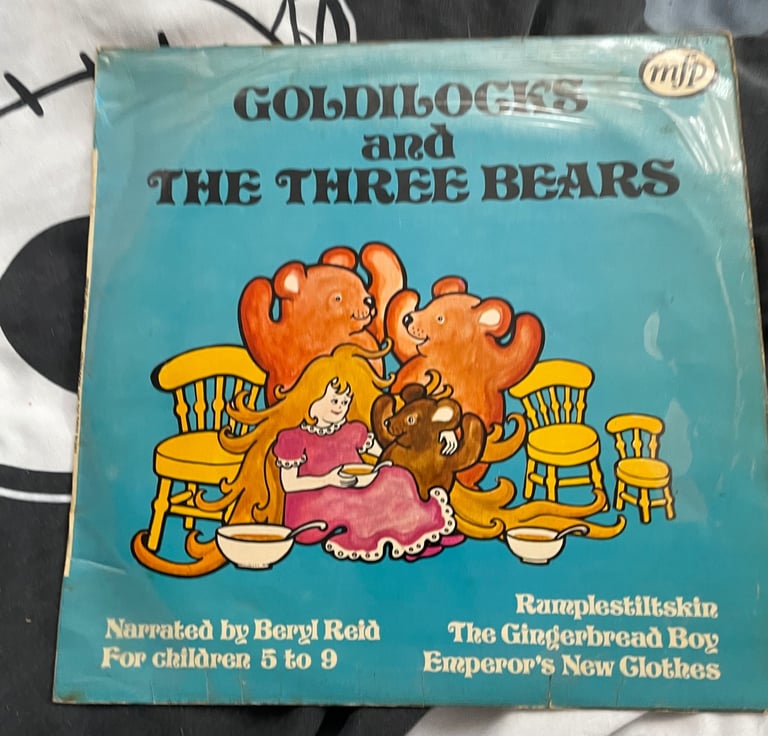 mfp
GOLDILOCKS
and
THE THREE BEARS
Narrated by Beryl Reid
For children 5 to 9
Rumplestiltskin
The Gingerbread Boy
Emperor's New Clothes